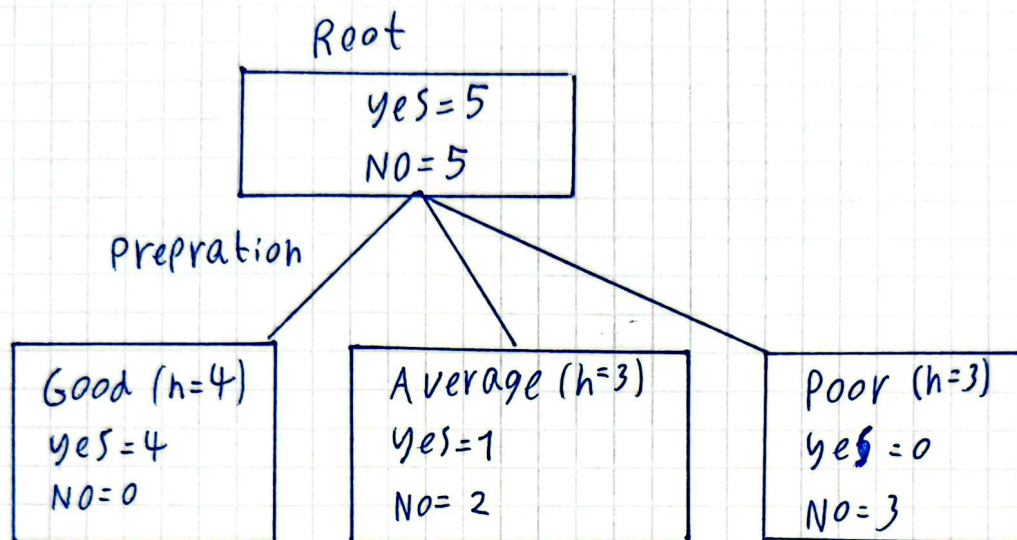 Root
yes=5
NO=5
prepration
Good (h=4)
yes=4
NO=0
Average (h=3)
yes=1
NO=2
Poor (h=3)
yes=0
NO=3